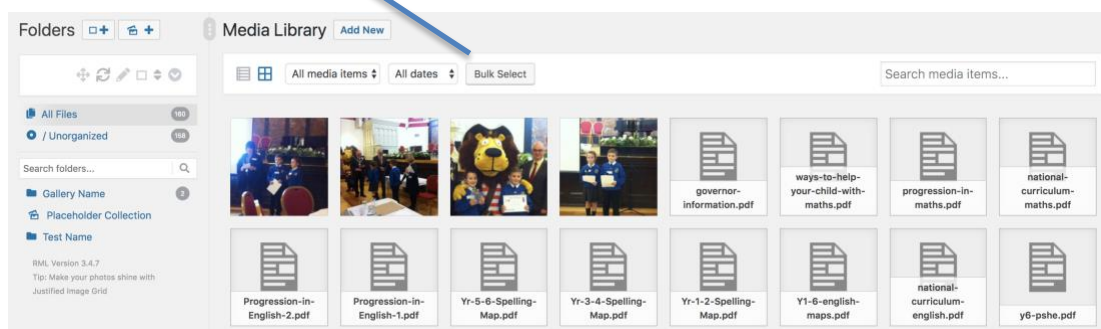 Folders
Media Library Add New
All media items All dates Bulk Select Search media items...
All Files 160
/ Unorganized 158
Search folders...
Gallery Name 2
Placeholder Collection
Test Name
RML Version 3.4.7
Tip: Make your photos shine with
Justified Image Grid
governor-
information.pdf
ways-to-help-
your-child-with-
maths.pdf
progression-in-
maths.pdf
national-
curriculum-
maths.pdf
Progression-in-
English-2.pdf
Progression-in-
English-1.pdf
Yr-5-6-Spelling-
Map.pdf
Yr-3-4-Spelling-
Map.pdf
Yr-1-2-Spelling-
Map.pdf
Y1-6-english-
maps.pdf
national-
curriculum-
english.pdf
y6-pshe.pdf